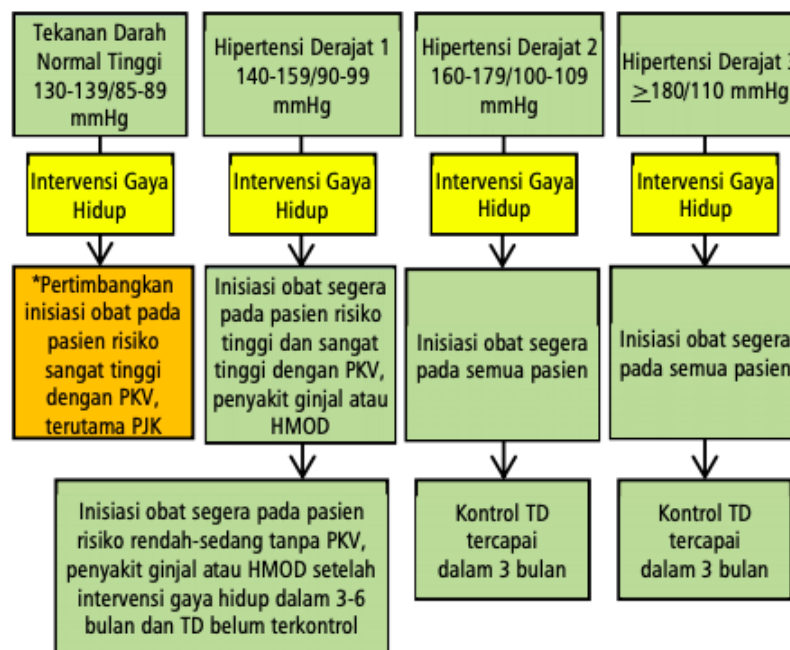 Tekanan Darah
Normal Tinggi
130-139/85-89
mmHg
Hipertensi Derajat 1
140-159/90-99
mmHg
Hipertensi Derajat 2
160-179/100-109
mmHg
Hipertensi Derajat 3
≥180/110 mmHg
Intervensi Gaya
Hidup
Intervensi Gaya
Hidup
Intervensi Gaya
Hidup
Intervensi Gaya
Hidup
*Pertimbangkan
inisiasi obat pada
pasien risiko
sangat tinggi
dengan PKV,
terutama PJK
Inisiasi obat segera
pada pasien risiko
tinggi dan sangat
tinggi dengan PKV,
penyakit ginjal atau
HMOD
Inisiasi obat segera
pada semua pasien
Inisiasi obat segera
pada semua pasien
Inisiasi obat segera pada pasien
risiko rendah-sedang tanpa PKV,
penyakit ginjal atau HMOD setelah
intervensi gaya hidup dalam 3-6
bulan dan TD belum terkontrol
Kontrol TD
tercapai
dalam 3 bulan
Kontrol TD
tercapai
dalam 3 bulan